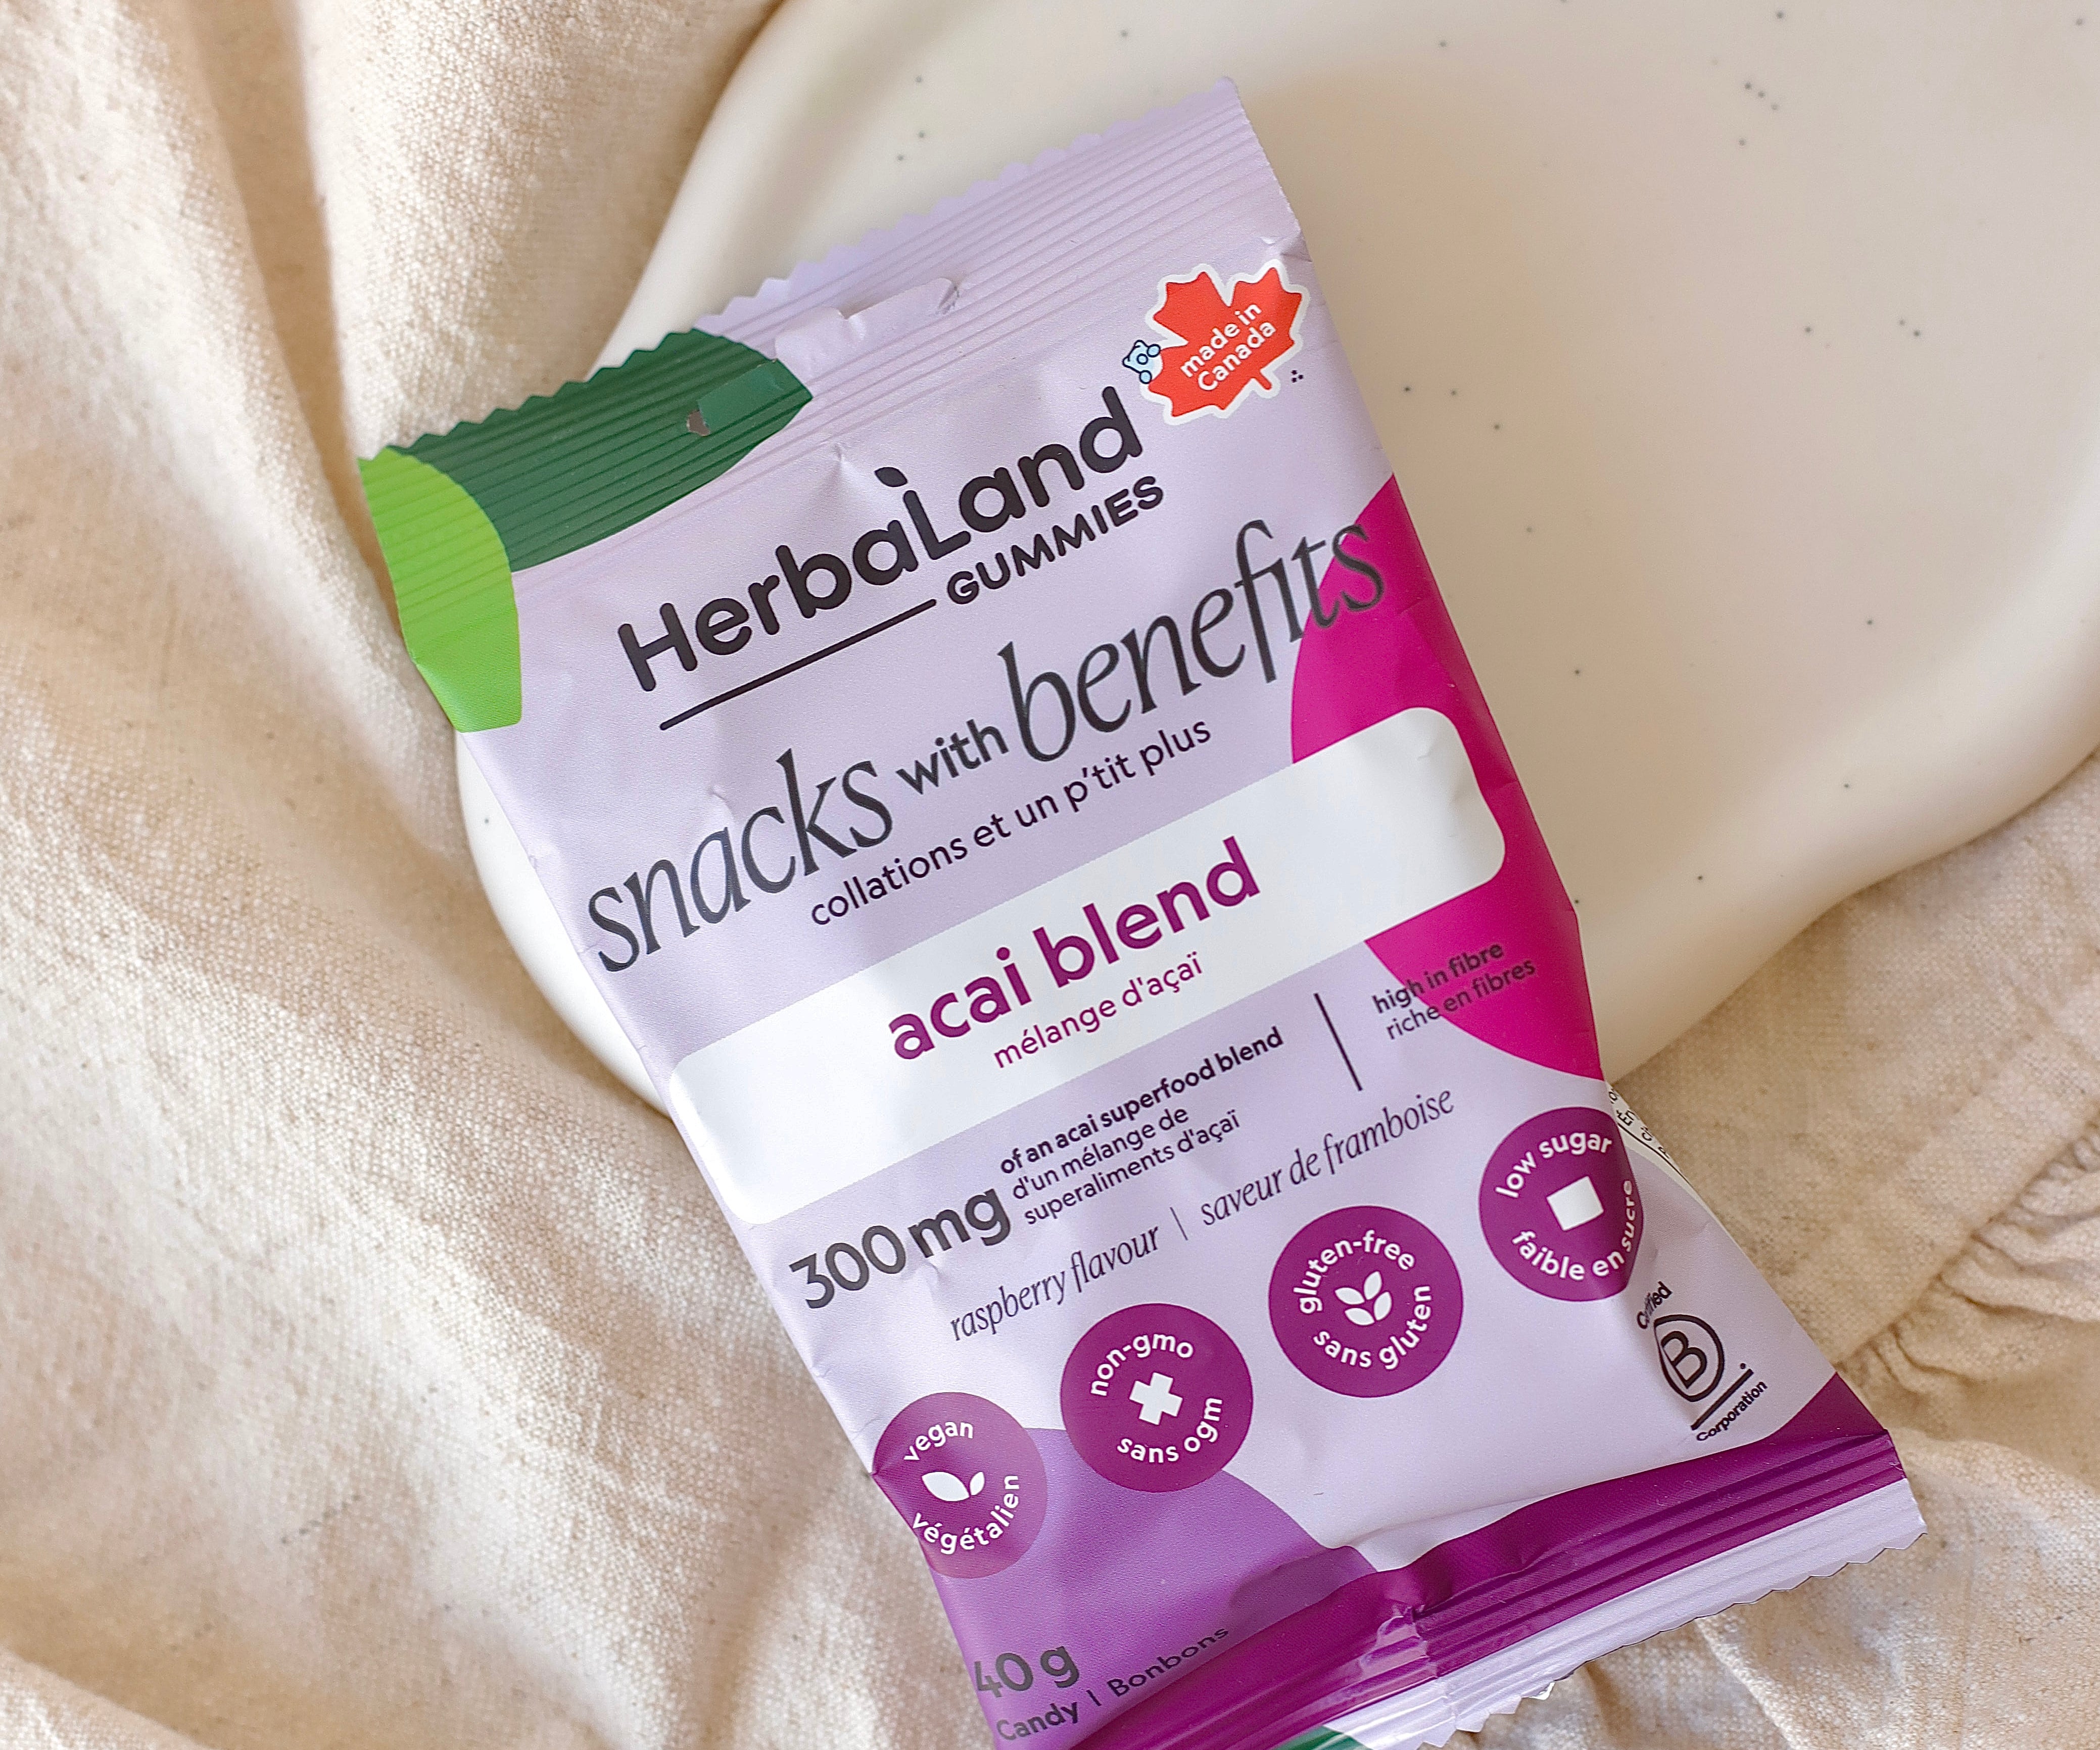 made in
Canada
HerbaLand
GUMMIES
snacks with benefits
collations et un p'tit plus
acai blend
mélange d'açaï
300 mg
of an acai superfood blend
d'un mélange de
superaliments d'açaï
high in fibre
riche en fibres
raspberry flavour | saveur de framboise
vegan
végétalien
non-gmo
sans ogm
gluten-free
sans gluten
low sugar
faible en sucre
Certified
B
Corporation
40 g
Candy | Bonbons